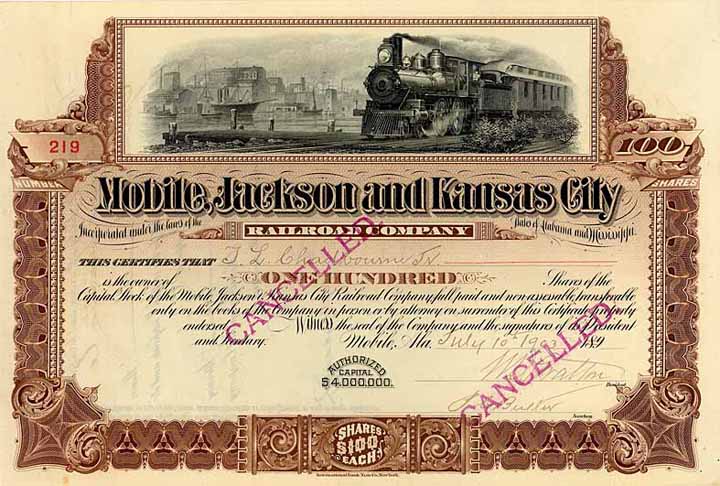 219
100
NUMBER
SHARES
Mobile, Jackson and Kansas City
Incorporated under the laws of the
RAILROAD COMPANY
States of Alabama and Mississippi.
THIS CERTIFIES THAT
is the owner of ONE HUNDRED Shares of the
Capital Stock of the Mobile Jackson & Kansas City Railroad Company, full paid and non assessable, transferable
only on the books of the Company in person or by attorney on surrender of this Certificate properly
endorsed. Witness the seal of the Company and the signatures of the President
and Secretary. Mobile, Ala. July 10th 189
AUTHORIZED
CAPITAL
$4,000,000.
President
Secretary
CANCELLED
CANCELLED
SHARES
$100
EACH